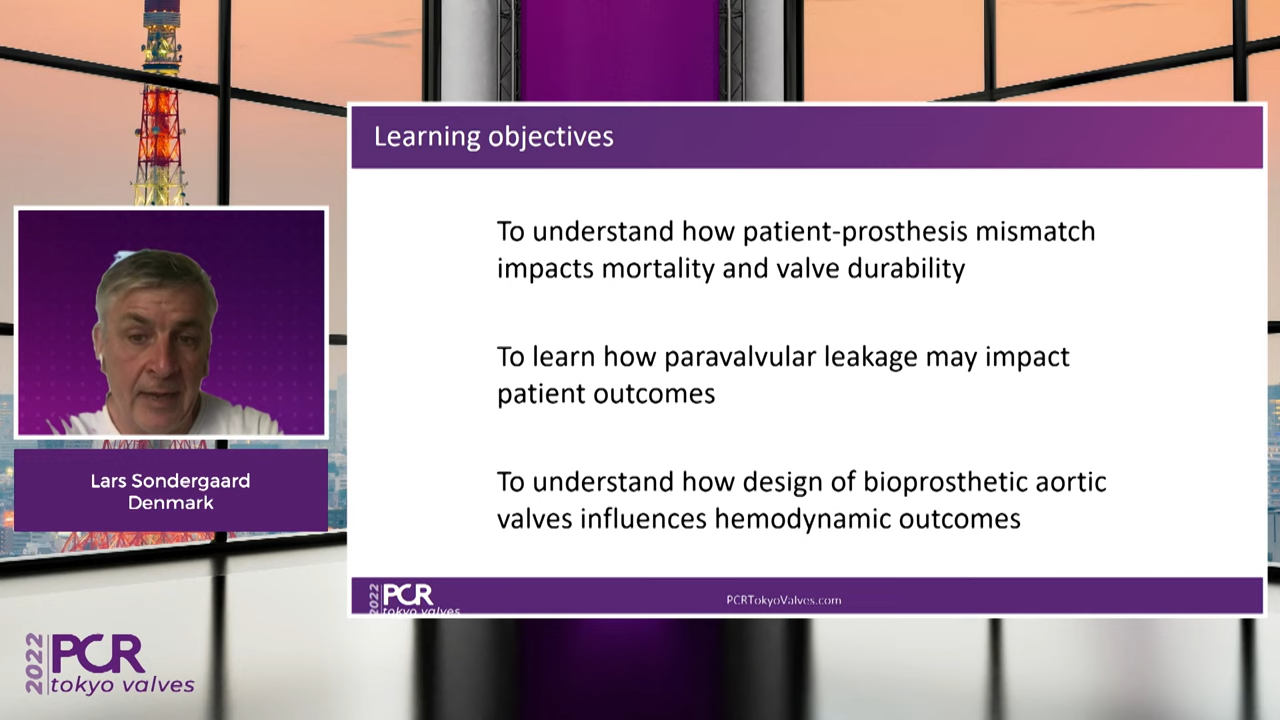 Learning objectives
To understand how patient-prosthesis mismatch
impacts mortality and valve durability
To learn how paravalvular leakage may impact
patient outcomes
To understand how design of bioprosthetic aortic
valves influences hemodynamic outcomes
2022 PCR
tokyo valves
PCRTokyoValves.com
Lars Sondergaard
Denmark
2022 PCR
tokyo valves